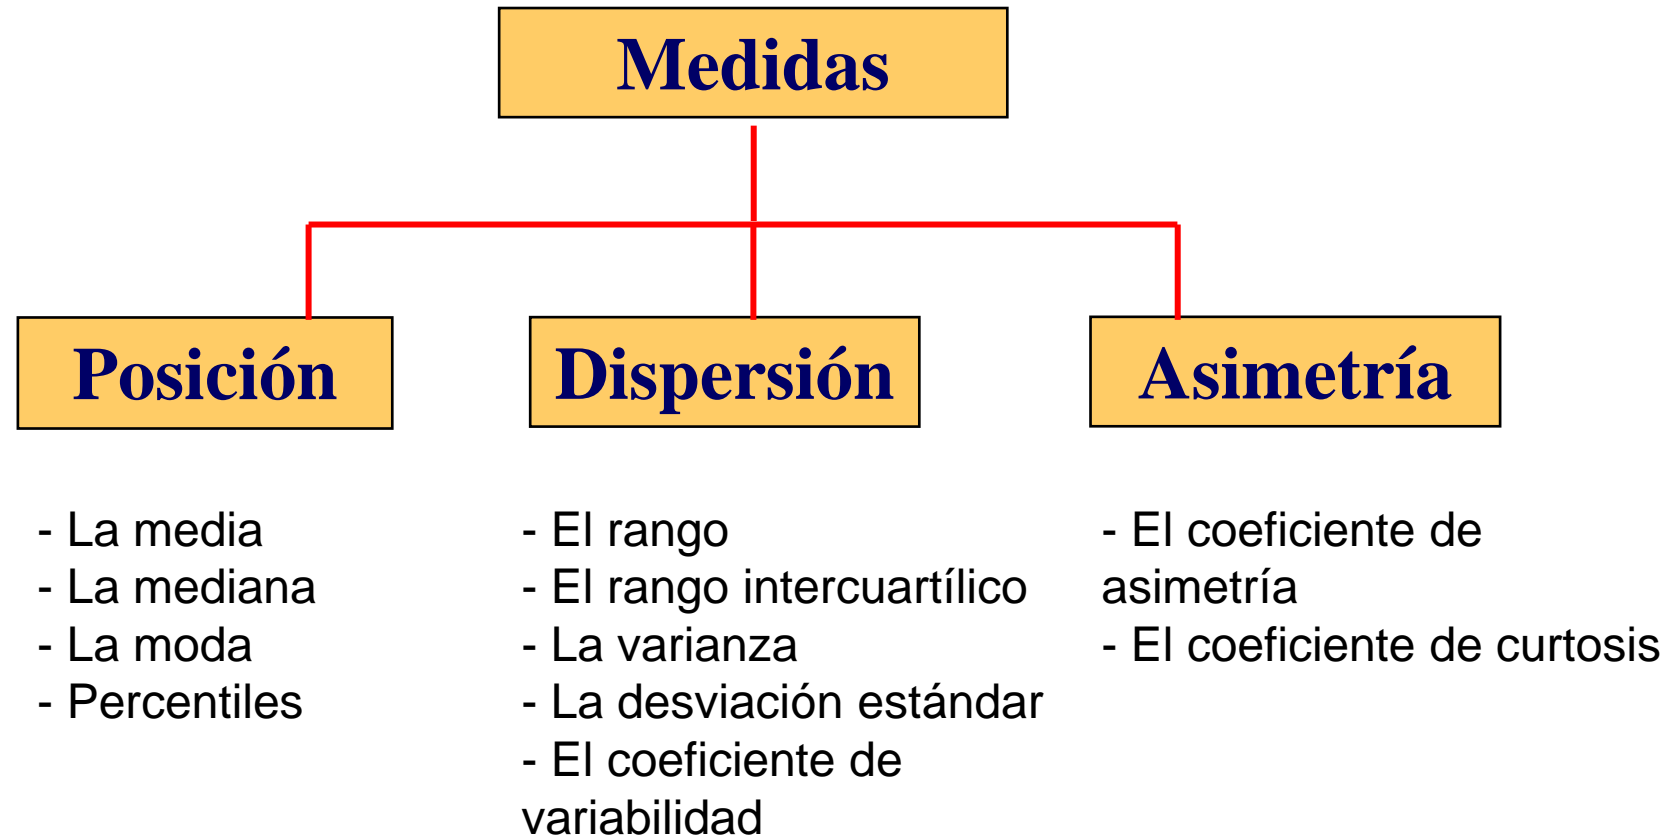 Medidas
Posición
Dispersión
Asimetría
- La media
- La mediana
- La moda
- Percentiles
- El rango
- El rango intercuartílico
- La varianza
- La desviación estándar
- El coeficiente de
variabilidad
- El coeficiente de
asimetría
- El coeficiente de curtosis